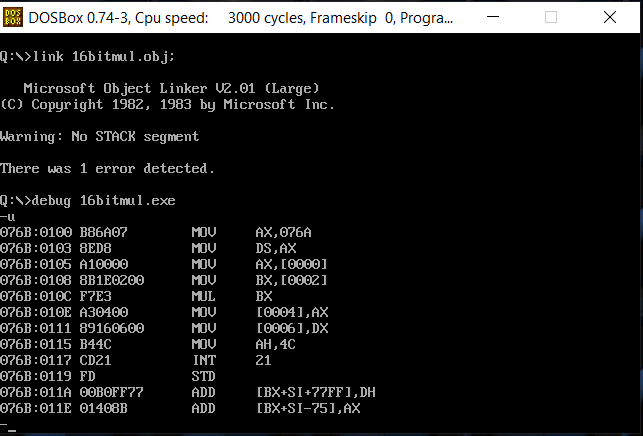 DOSBox 0.74-3, Cpu speed: 3000 cycles, Frameskip 0, Progra...
Q:\>link 16bitmul.obj;
Microsoft Object Linker V2.01 (Large)
(C) Copyright 1982, 1983 by Microsoft Inc.
Warning: No STACK segment
There was 1 error detected.
Q:\>debug 16bitmul.exe
-u
076B:0100 B86A07 MOV AX,076A
076B:0103 8ED8 MOV DS,AX
076B:0105 A10000 MOV AX,[0000]
076B:0108 8B1E0200 MOV BX,[0002]
076B:010C F7E3 MUL BX
076B:010E A30400 MOV [0004],AX
076B:0111 89160600 MOV [0006],DX
076B:0115 B44C MOV AH,4C
076B:0117 CD21 INT 21
076B:0119 FD STD
076B:011A 00B0FF77 ADD [BX+SI+77FF],DH
076B:011E 01408B ADD [BX+SI-75],AX
-_